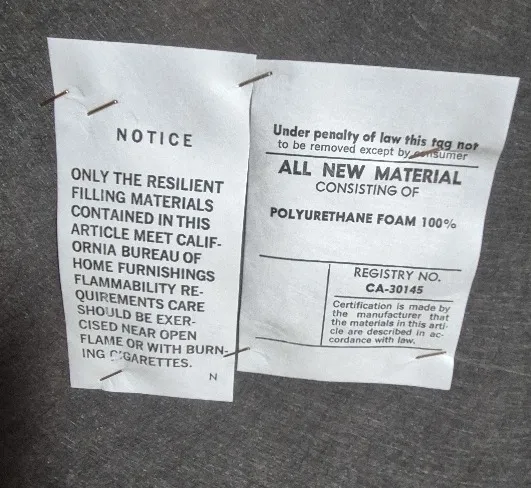 NOTICE
ONLY THE RESILIENT
FILLING MATERIALS
CONTAINED IN THIS
ARTICLE MEET CALIF-
ORNIA BUREAU OF
HOME FURNISHINGS
FLAMMABILITY RE-
QUIREMENTS CARE
SHOULD BE EXER-
CISED NEAR OPEN
FLAME OR WITH BURN-
ING CIGARETTES.
N
Under penalty of law this tag not
to be removed except by consumer
ALL NEW MATERIAL
CONSISTING OF
POLYURETHANE FOAM 100%
REGISTRY NO.
CA-30145
Certification is made by
the manufacturer that
the materials in this arti-
cle are described in ac-
cordance with law.